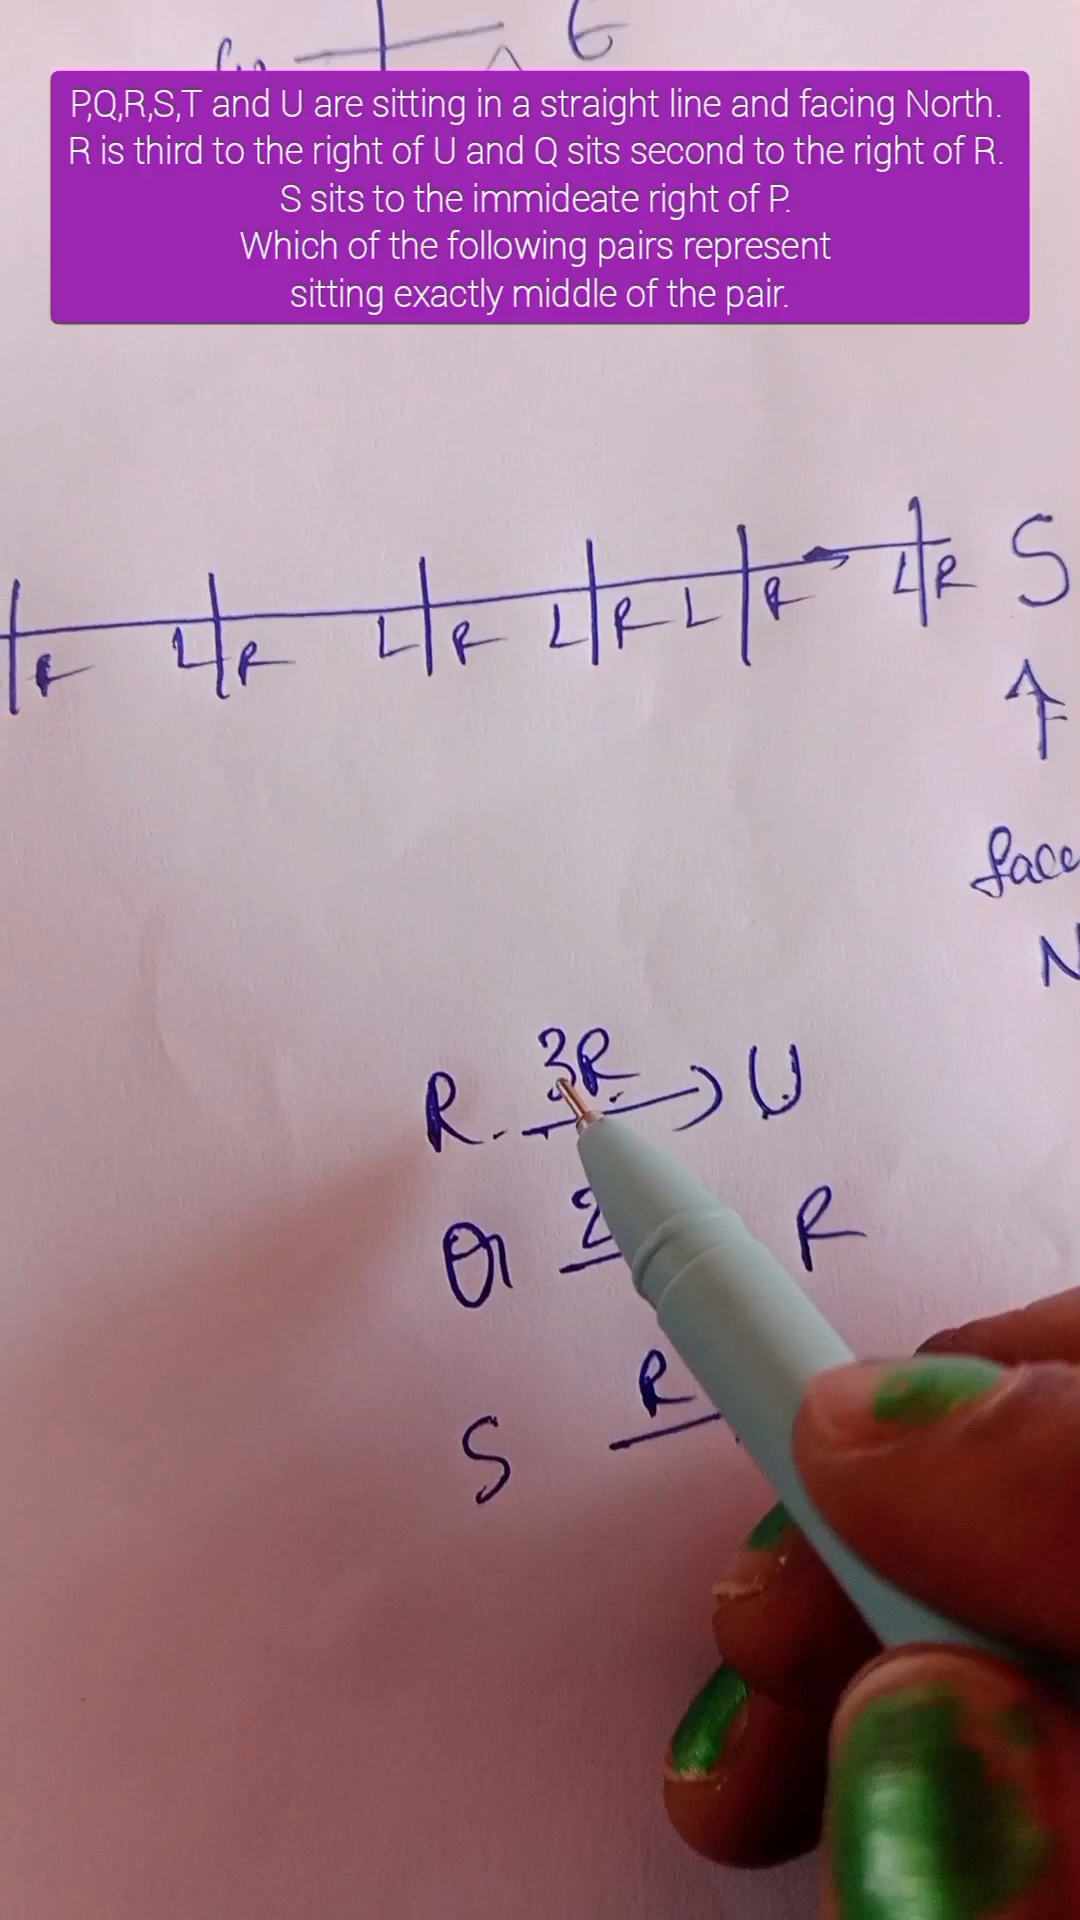 E
P,Q,R,S,T and U are sitting in a straight line and facing North.
R is third to the right of U and Q sits second to the right of R.
S sits to the immideate right of P.
Which of the following pairs represent
sitting exactly middle of the pair.
R L R L R L R L R L R S
face
N
R 3R U
2 R
R
S